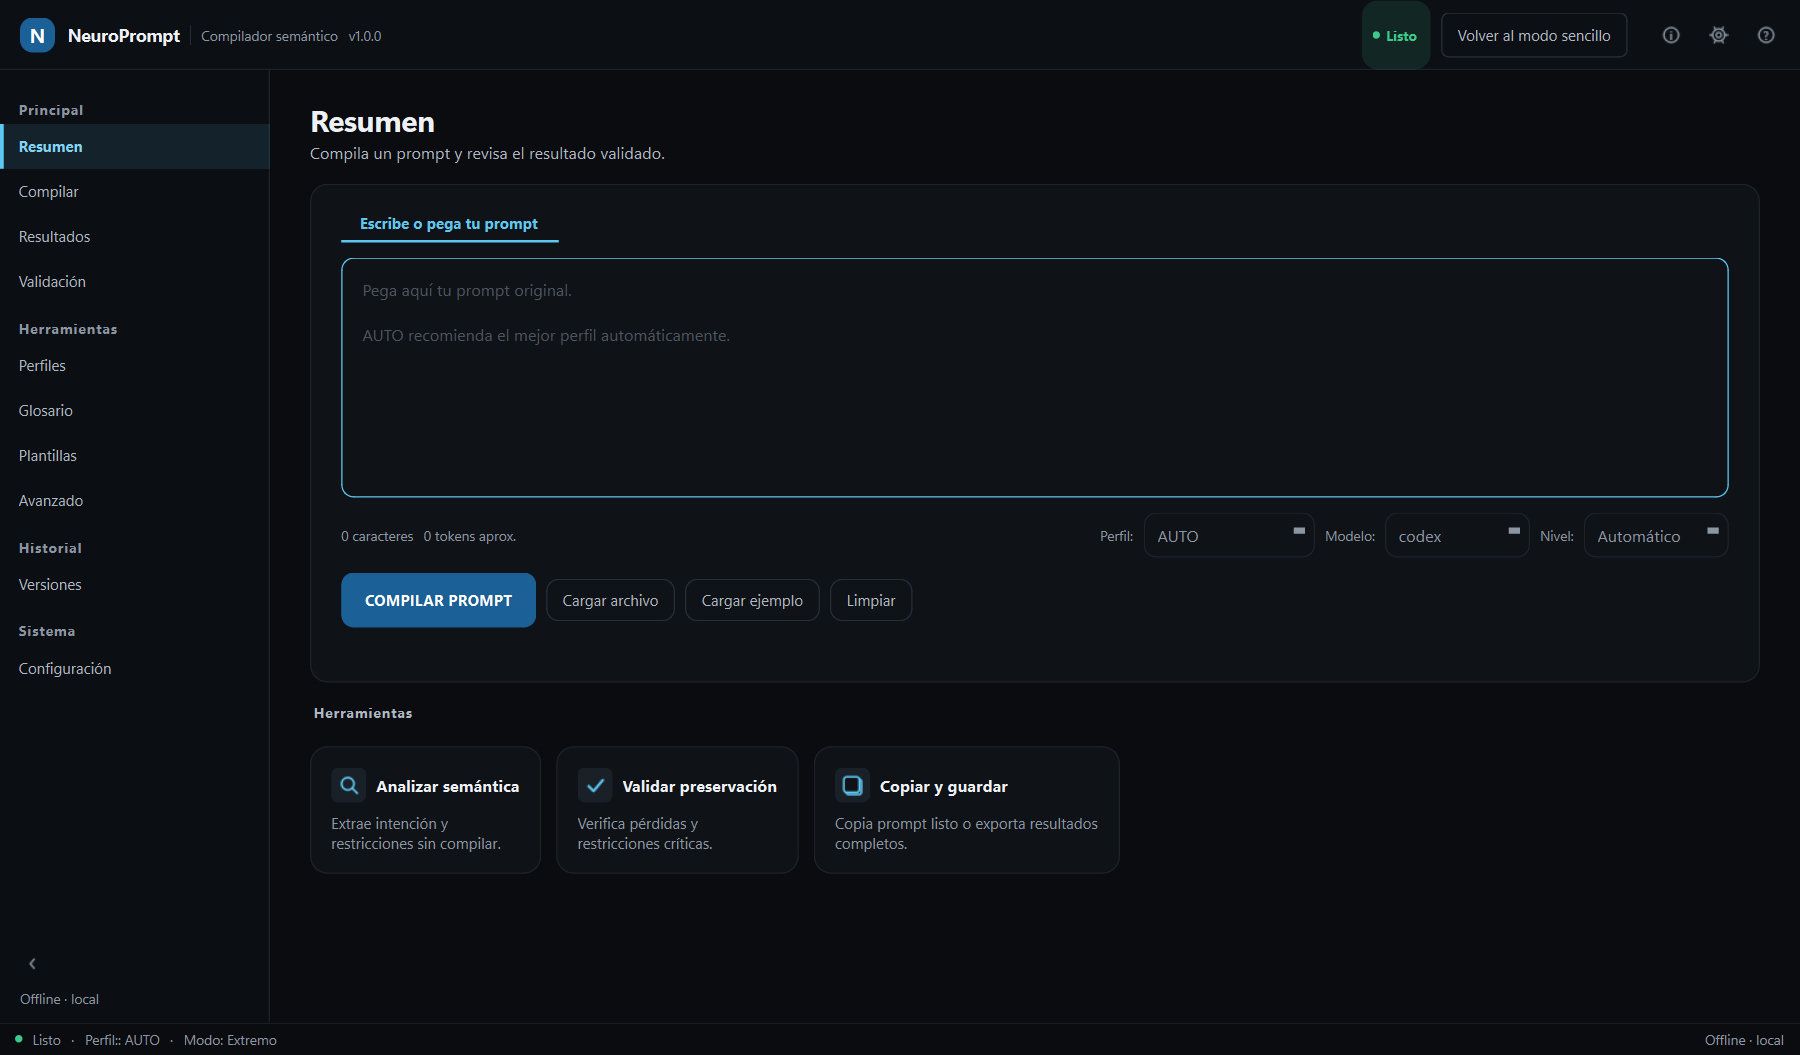 N NeuroPrompt Compilador semántico v1.0.0
Listo
Volver al modo sencillo
Principal
Resumen
Compilar
Resultados
Validación
Herramientas
Perfiles
Glosario
Plantillas
Avanzado
Historial
Versiones
Sistema
Configuración
Offline · local
Resumen
Compila un prompt y revisa el resultado validado.
Escribe o pega tu prompt
Pega aquí tu prompt original.
AUTO recomienda el mejor perfil automáticamente.
0 caracteres 0 tokens aprox.
Perfil: AUTO Modelo: codex Nivel: Automático
COMPILAR PROMPT Cargar archivo Cargar ejemplo Limpiar
Herramientas
Analizar semántica
Extrae intención y
restricciones sin compilar.
Validar preservación
Verifica pérdidas y
restricciones críticas.
Copiar y guardar
Copia prompt listo o exporta resultados
completos.
Listo · Perfil:: AUTO · Modo: Extremo
Offline · local